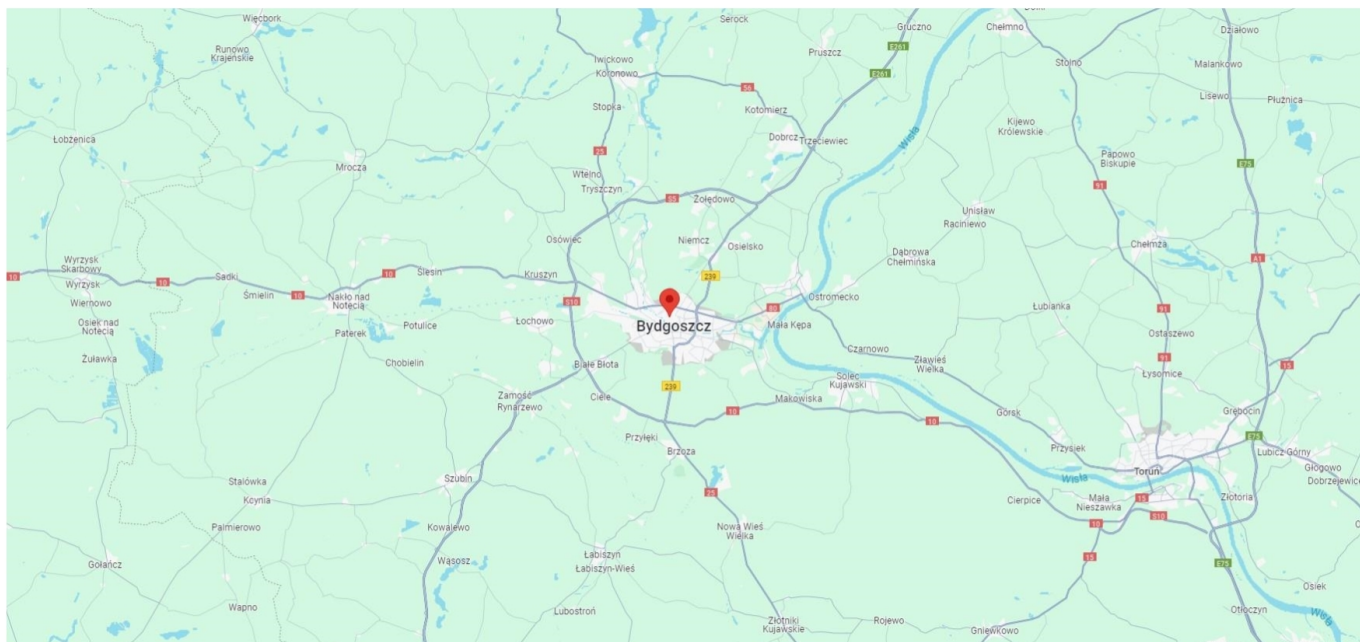 Więcbork
Runowo
Krajeńskie
Serock
Gruczno
Chełmno
Działowo
Pruszcz
E261
E261
Iwickowo
Koronowo
56
Stolno
Malankowo
Lisewo
Płużnica
Stopka
Kotomierz
Dobrcz
Trzeciewiec
Wisła
Kijewo
Królewskie
Łobżenica
Mrocza
25
Wtelno
Tryszczyn
Papowo
Biskupie
E75
91
S5
Żołędowo
Unisław
Raciniewo
Osówiec
Niemcz
Osielsko
Dąbrowa
Chełmińska
Chełmża
10
Wyrzysk
Skarbowy
Wyrzysk
10
Sadki
Śmielin
10
10
Ślesin
Kruszyn
239
A1
Wiernowo
Nakło nad
Notecią
S10
Ostromecko
80
Łubianka
91
Osiek nad
Notecią
Paterek
Potulice
Łochowo
Bydgoszcz
Mała Kępa
Ostaszewo
Żuławka
Chobielin
Białe Błota
Czarnowo
Zławieś
Wielka
91
Łysomice
15
Zamość
Rynarzewo
Ciele
239
Solec
Kujawski
Makowiska
10
10
Górsk
Grębocin
Przyłęki
Brzoza
Przysiek
E75
Lubicz Górny
Toruń
Głogowo
Dobrzejewice
Stalówka
Kcynia
Szubin
25
Wisła
Cierpice
Mała
Nieszawka
15
Złotoria
S10
10
Palmierowo
Kowalewo
Nowa Wieś
Wielka
Gołańcz
Wąsosz
Łabiszyn
Łabiszyn-Wieś
15
E75
Osiek
Wapno
Lubostroń
Złotniki
Kujawskie
Rojewo
Gniewkowo
Otłoczyn
Wisła